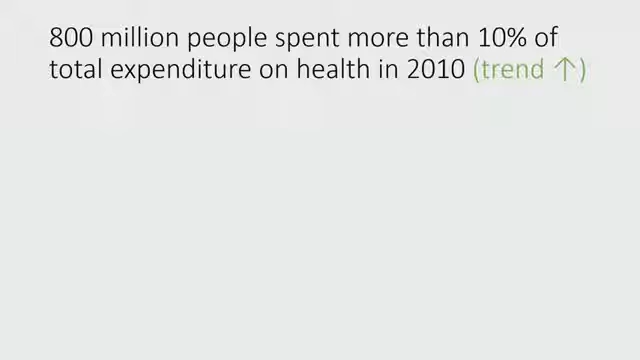 800 million people spent more than 10% of
total expenditure on health in 2010 (trend ↑)